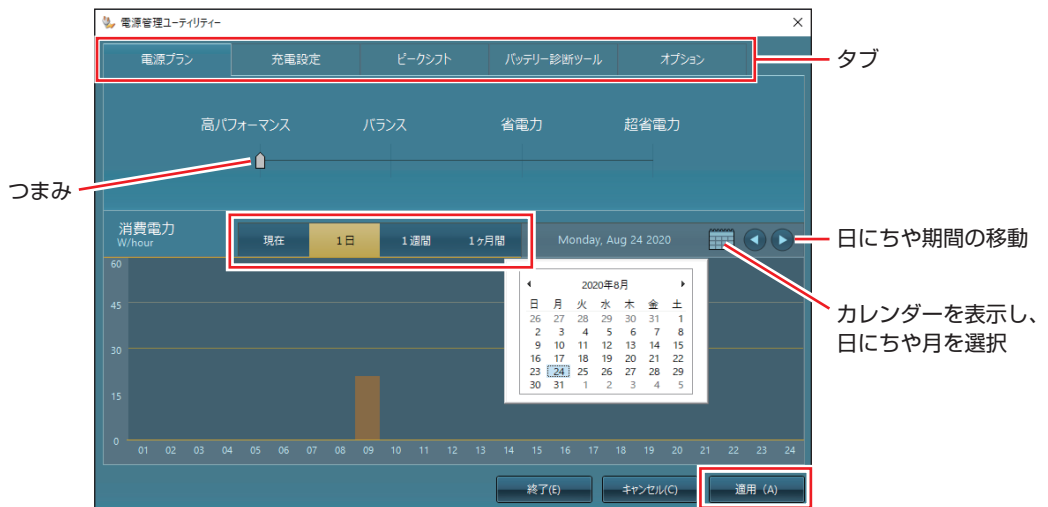 電源管理ユーティリティー
電源プラン 充電設定 ピークシフト バッテリー診断ツール オプション
タブ
高パフォーマンス バランス 省電力 超省電力
つまみ
消費電力
W/hour
現在 1日 1週間 1ヶ月間 Monday, Aug 24 2020
日にちや期間の移動
カレンダーを表示し、
日にちや月を選択
2020年8月
日 月 火 水 木 金 土
26 27 28 29 30 31 1
2 3 4 5 6 7 8
9 10 11 12 13 14 15
16 17 18 19 20 21 22
23 24 25 26 27 28 29
30 31 1 2 3 4 5
60
45
30
15
0
01 02 03 04 05 06 07 08 09 10 11 12 13 14 15 16 17 18 19 20 21 22 23 24
終了(E) キャンセル(C) 適用（A)